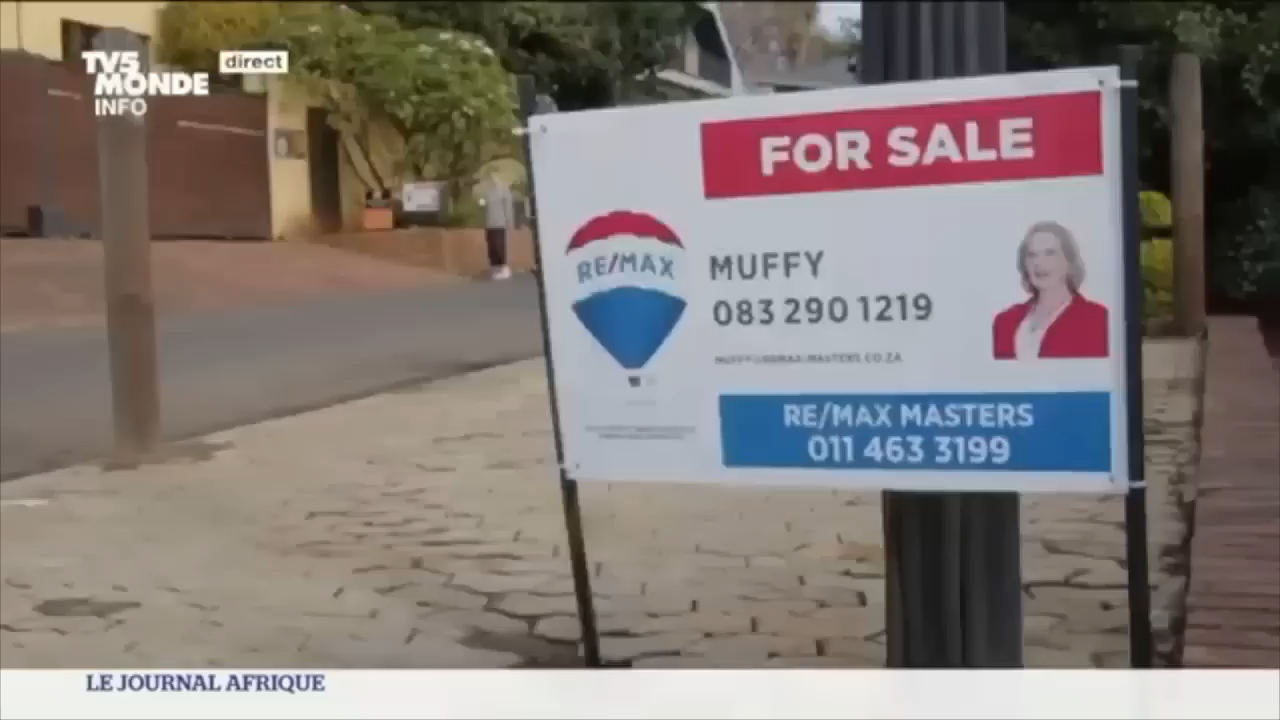 TV5
MONDE
INFO
direct
FOR SALE
RE/MAX
MUFFY
083 290 1219
RE/MAX MASTERS
011 463 3199
LE JOURNAL AFRIQUE